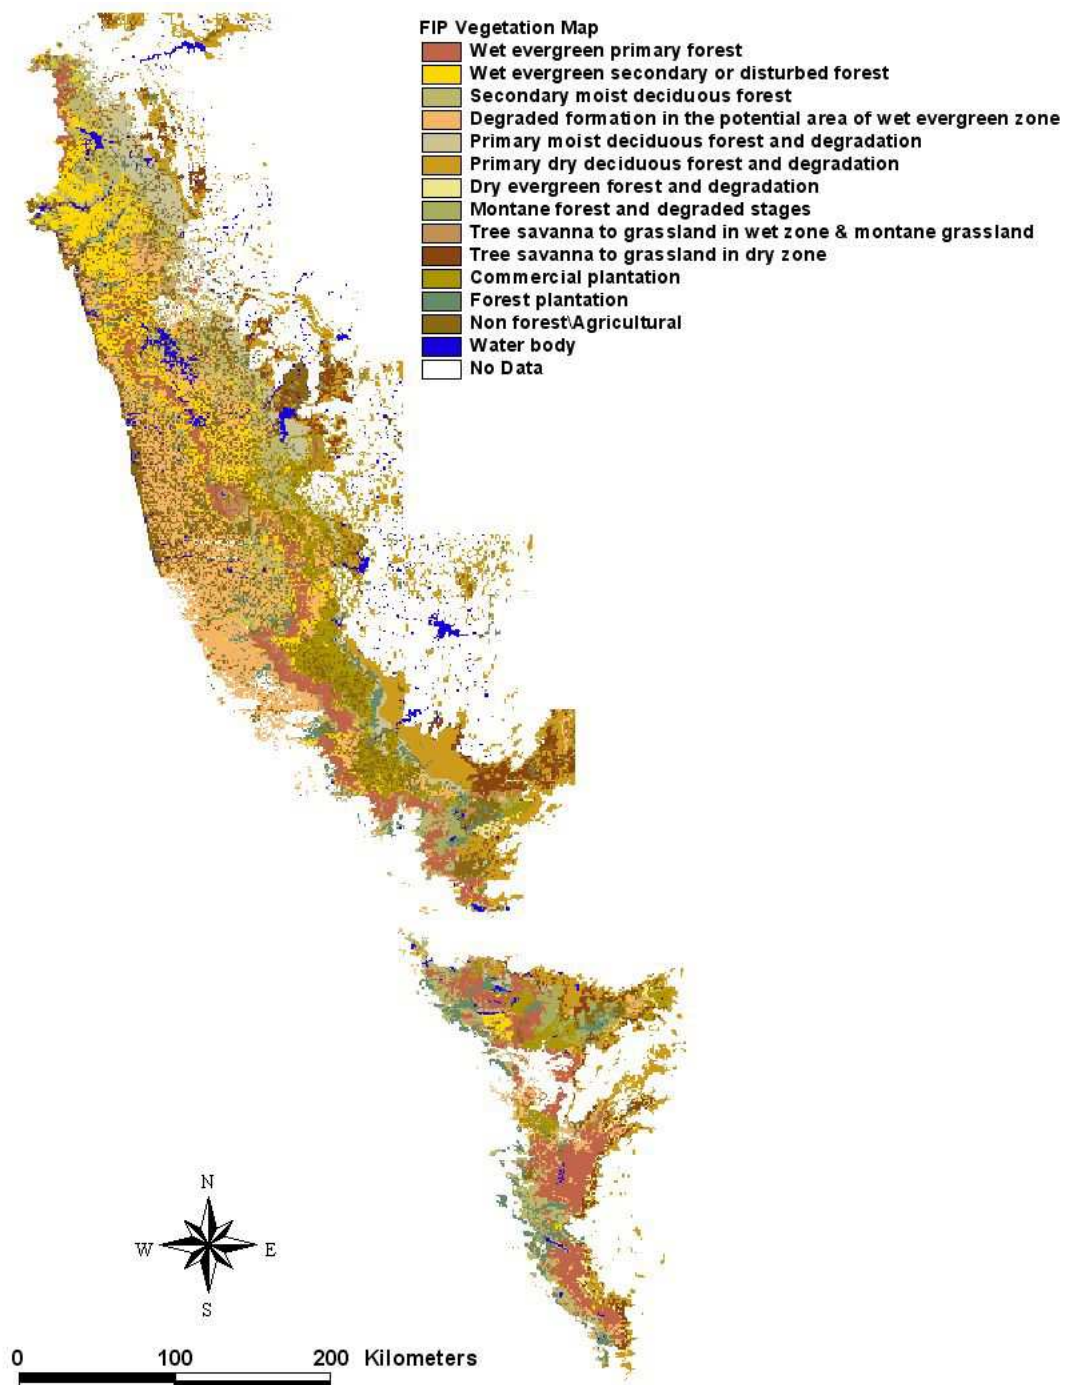 FIP Vegetation Map
Wet evergreen primary forest
Wet evergreen secondary or disturbed forest
Secondary moist deciduous forest
Degraded formation in the potential area of wet evergreen zone
Primary moist deciduous forest and degradation
Primary dry deciduous forest and degradation
Dry evergreen forest and degradation
Montane forest and degraded stages
Tree savanna to grassland in wet zone & montane grassland
Tree savanna to grassland in dry zone
Commercial plantation
Forest plantation
Non forest\Agricultural
Water body
No Data
N
W E
S
0 100 200 Kilometers